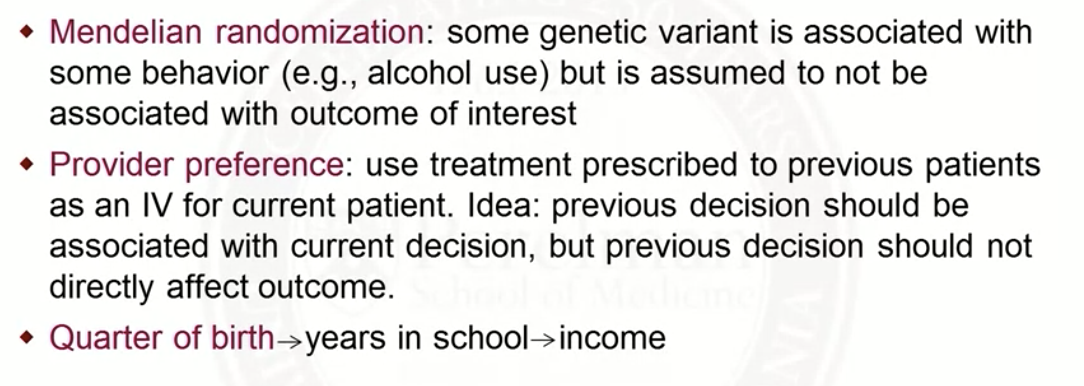 ◆ Mendelian randomization: some genetic variant is associated with
some behavior (e.g., alcohol use) but is assumed to not be
associated with outcome of interest
◆ Provider preference: use treatment prescribed to previous patients
as an IV for current patient. Idea: previous decision should be
associated with current decision, but previous decision should not
directly affect outcome.
School of Medicine
◆ Quarter of birth→years in school→income